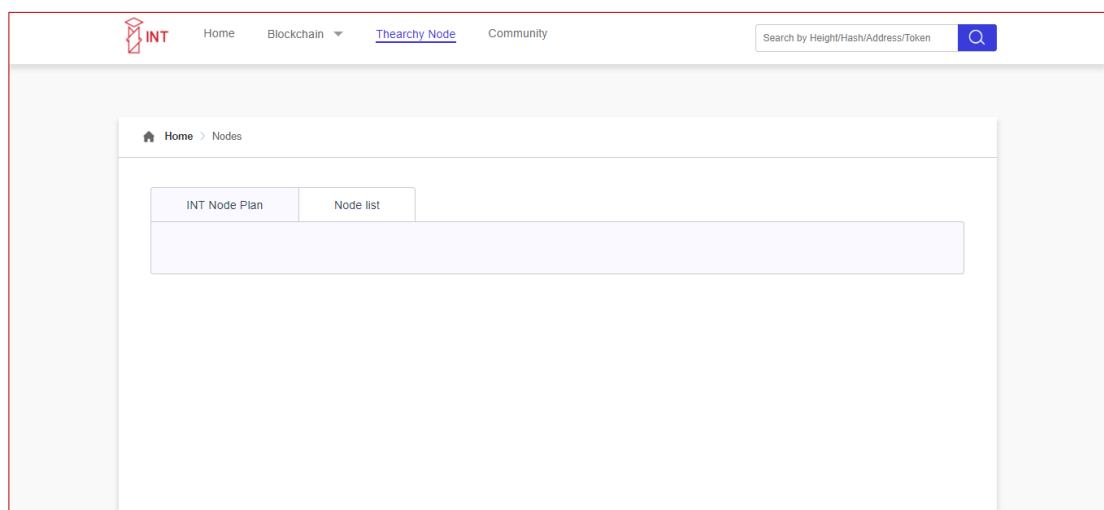 INT Home Blockchain Thearchy Node Community Search by Height/Hash/Address/Token
Home > Nodes
INT Node Plan Node list